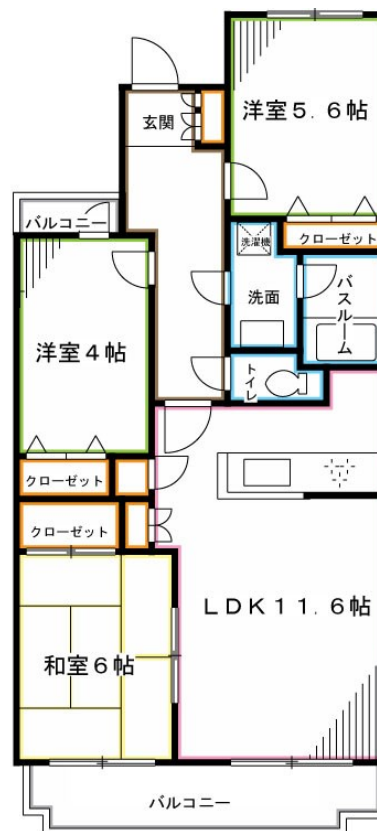 洋室5.6帖
玄関
クローゼット
バルコニー
洗濯機
洗面
バスルーム
洋室4帖
トイレ
クローゼット
クローゼット
LDK11.6帖
和室6帖
バルコニー